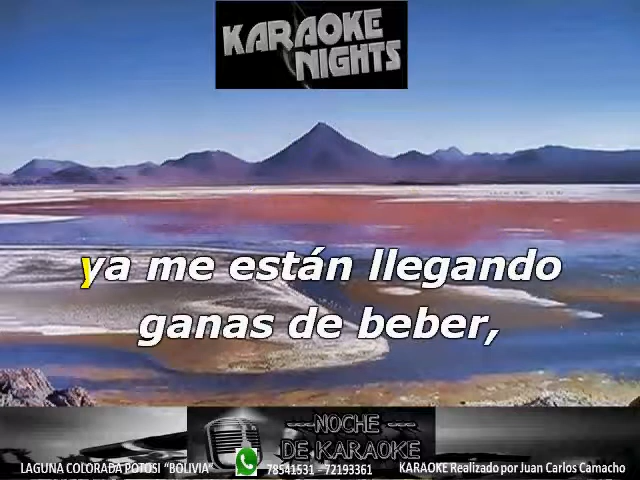 KARAOKE
NIGHTS
ya me están llegando
ganas de beber,
---NOCHE---
DE KARAOKE
LAGUNA COLORADA POTOSI "BOLIVIA" 78541531 - 72193361 KARAOKE Realizado por Juan Carlos Camacho